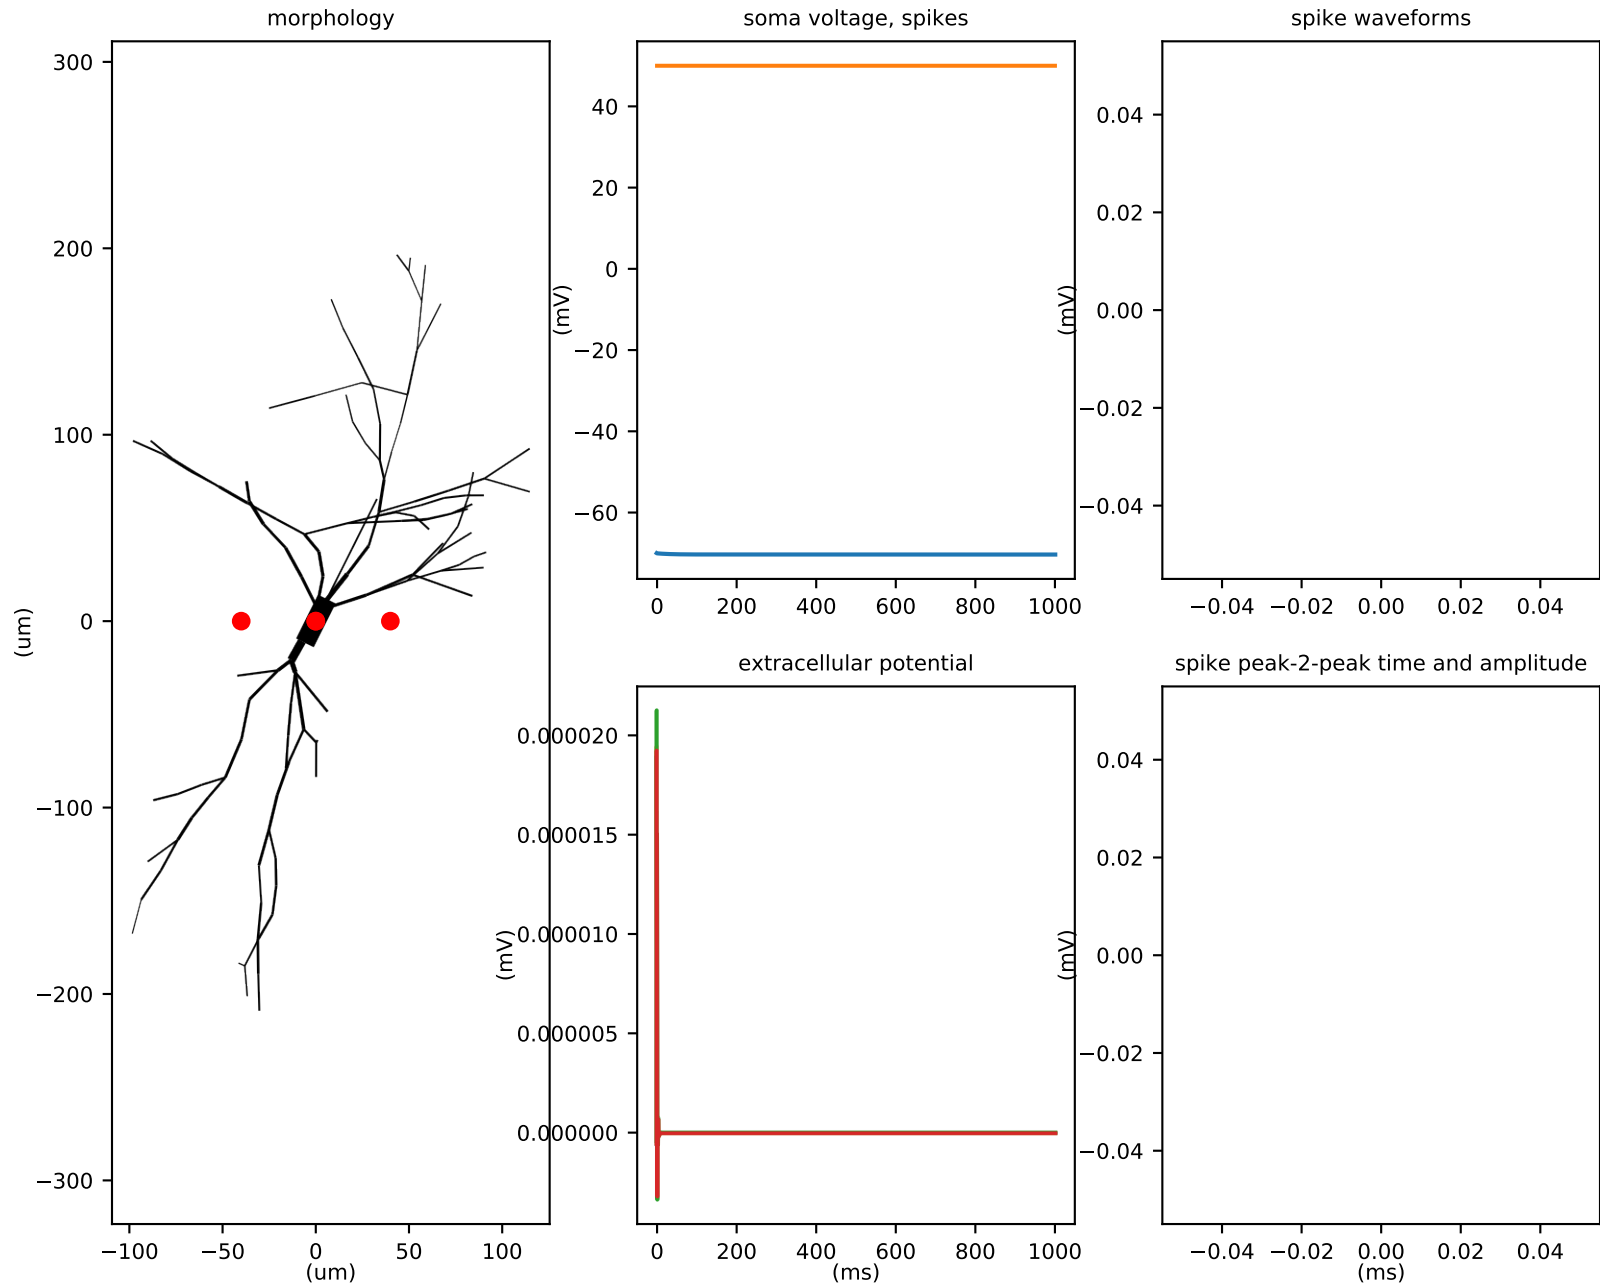 morphology
300
200
100
0
−100
−200
−300
(um)
−100 −50 0 50 100
(um)
soma voltage, spikes
40
20
0
−20
−40
−60
(mV)
0 200 400 600 800 1000
spike waveforms
0.04
0.02
0.00
−0.02
−0.04
(mV)
−0.04 −0.02 0.00 0.02 0.04
extracellular potential
0.000020
0.000015
0.000010
0.000005
0.000000
(mV)
0 200 400 600 800 1000
(ms)
spike peak-2-peak time and amplitude
0.04
0.02
0.00
−0.02
−0.04
(mV)
−0.04 −0.02 0.00 0.02 0.04
(ms)